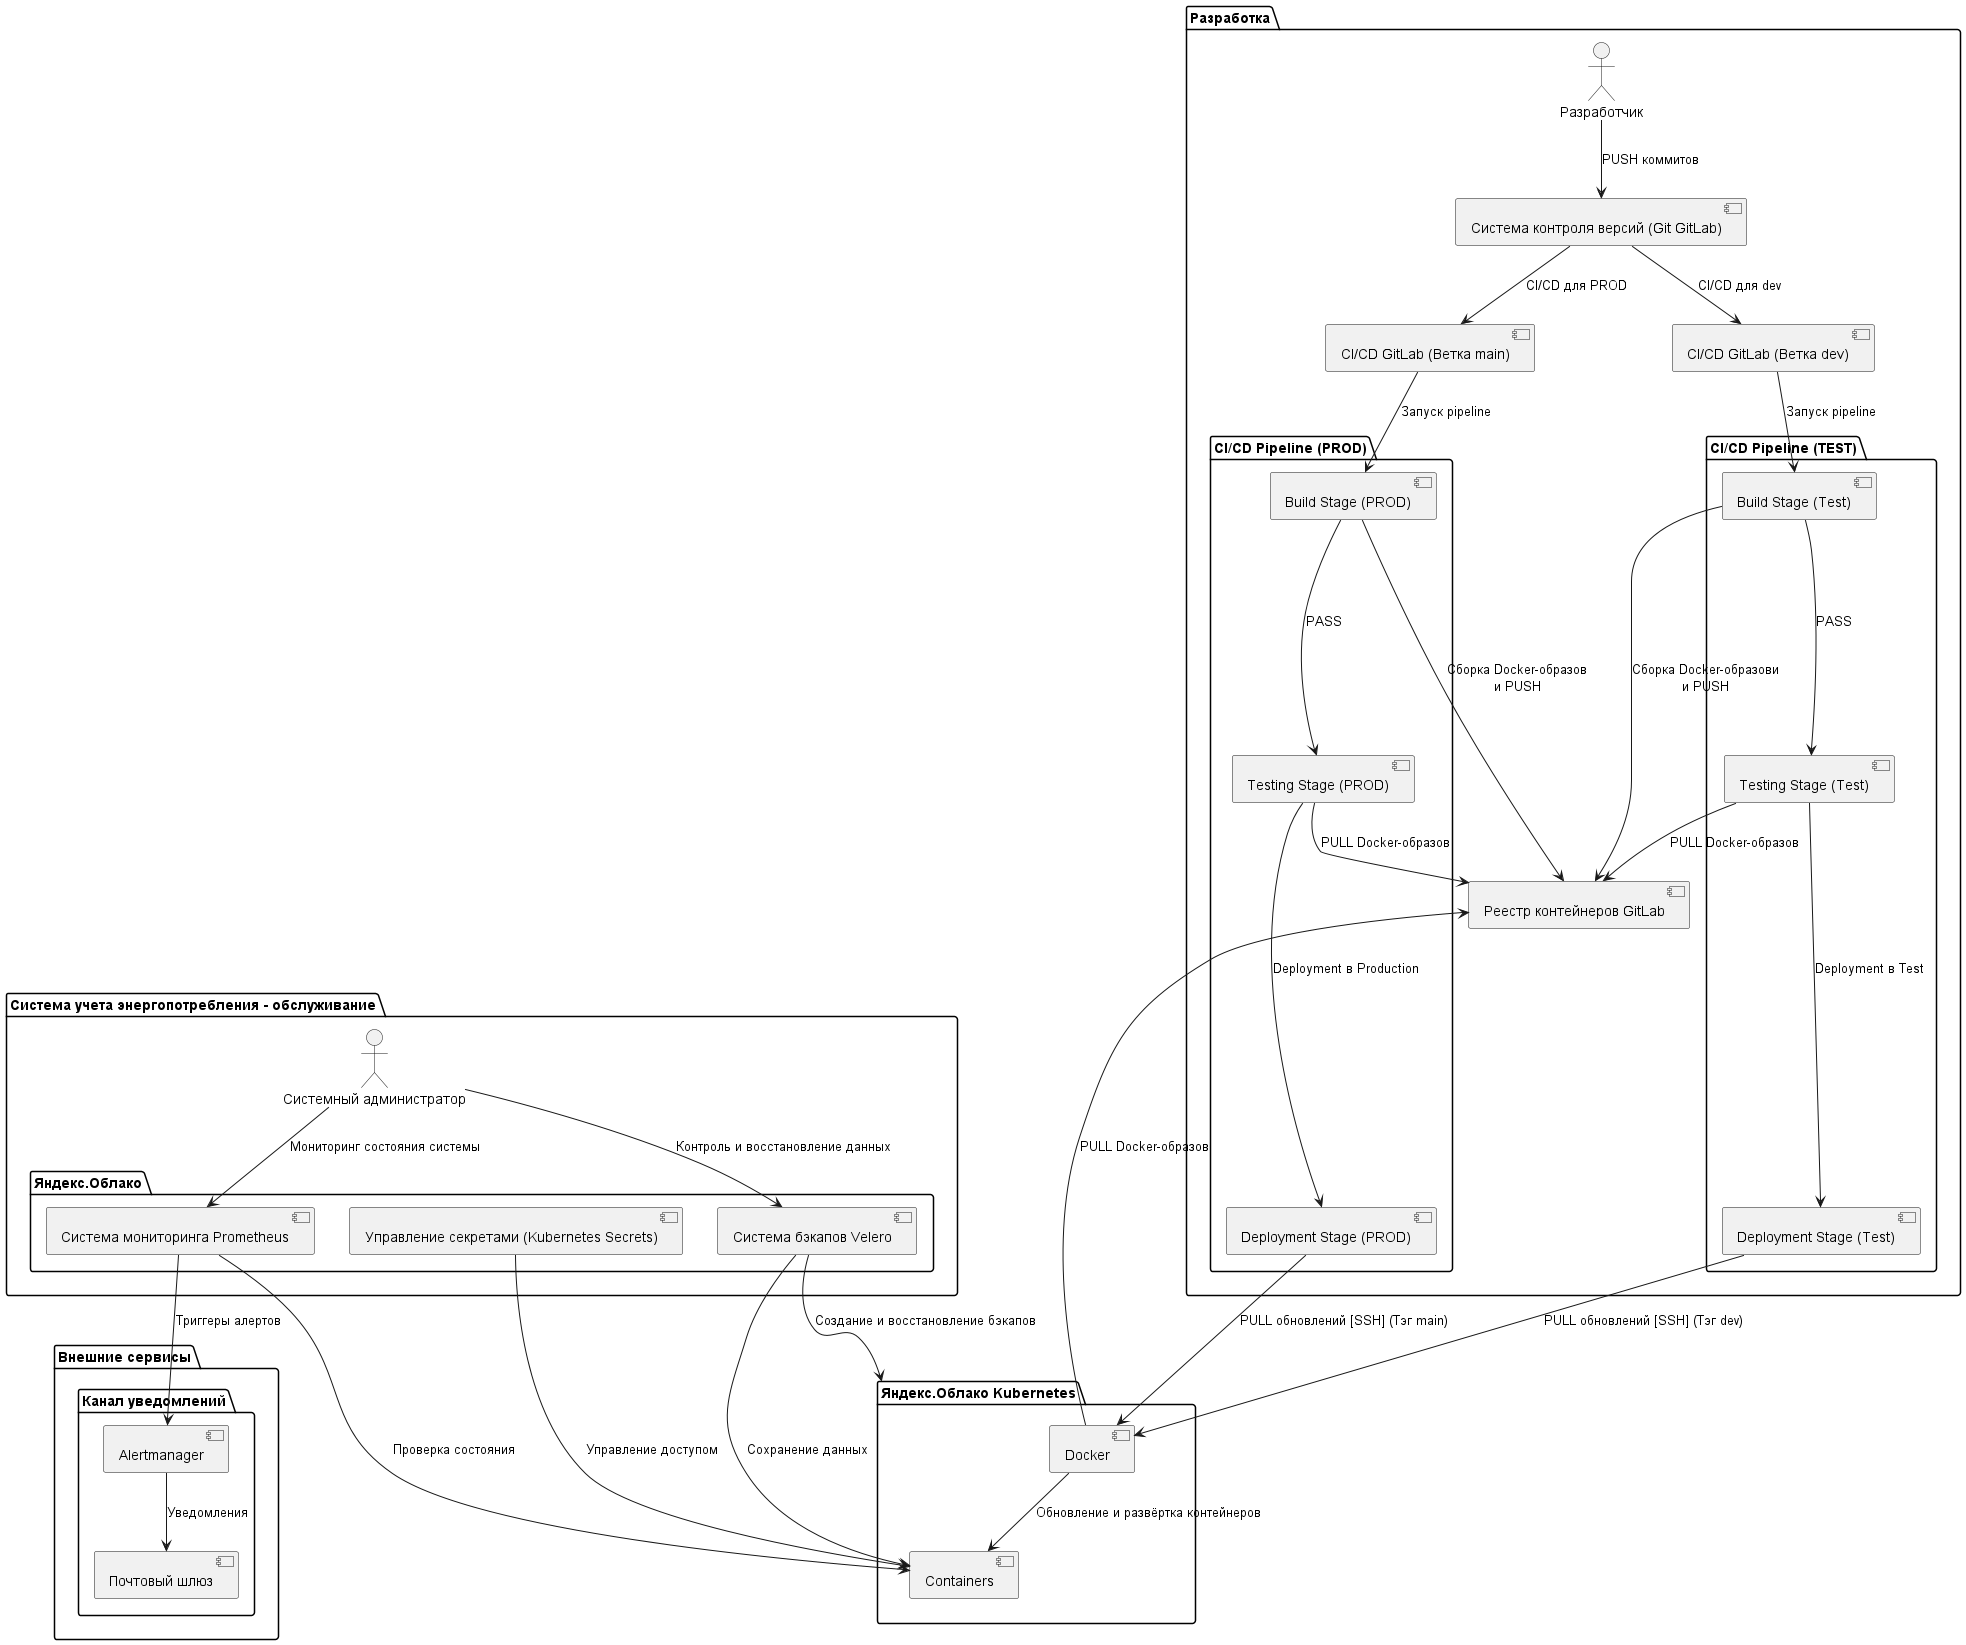 Разработка
Разработчик
PUSH коммитов
Система контроля версий (Git GitLab)
CI/CD для PROD
CI/CD для dev
CI/CD GitLab (Ветка main)
CI/CD GitLab (Ветка dev)
Запуск pipeline
Запуск pipeline
CI/CD Pipeline (PROD)
CI/CD Pipeline (TEST)
Build Stage (PROD)
Build Stage (Test)
PASS
PASS
Сборка Docker-образов
и PUSH
Сборка Docker-образови
и PUSH
Testing Stage (PROD)
Testing Stage (Test)
PULL Docker-образов
PULL Docker-образов
Реестр контейнеров GitLab
Deployment в Production
Deployment в Test
Система учета энергопотребления - обслуживание
Системный администратор
Мониторинг состояния системы
Контроль и восстановление данных
PULL Docker-образов
Яндекс.Облако
Система мониторинга Prometheus
Управление секретами (Kubernetes Secrets)
Система бэкапов Velero
Deployment Stage (PROD)
Deployment Stage (Test)
Триггеры алертов
Создание и восстановление бэкапов
PULL обновлений [SSH] (Тэг main)
PULL обновлений [SSH] (Тэг dev)
Внешние сервисы
Канал уведомлений
Яндекс.Облако Kubernetes
Alertmanager
Проверка состояния
Управление доступом
Сохранение данных
Docker
Уведомления
Обновление и развёртка контейнеров
Почтовый шлюз
Containers